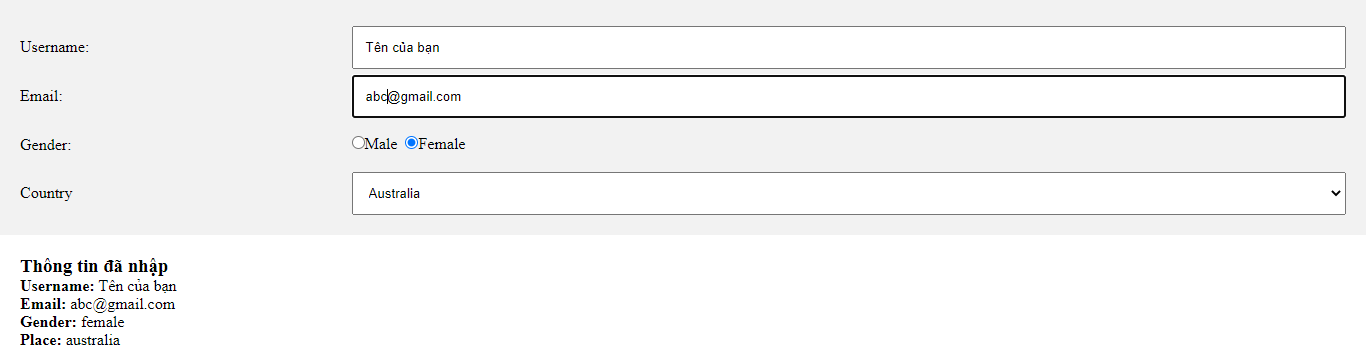 Username: Tên của bạn
Email: abc@gmail.com
Gender: Male Female
Country Australia
Thông tin đã nhập
Username: Tên của bạn
Email: abc@gmail.com
Gender: female
Place: australia